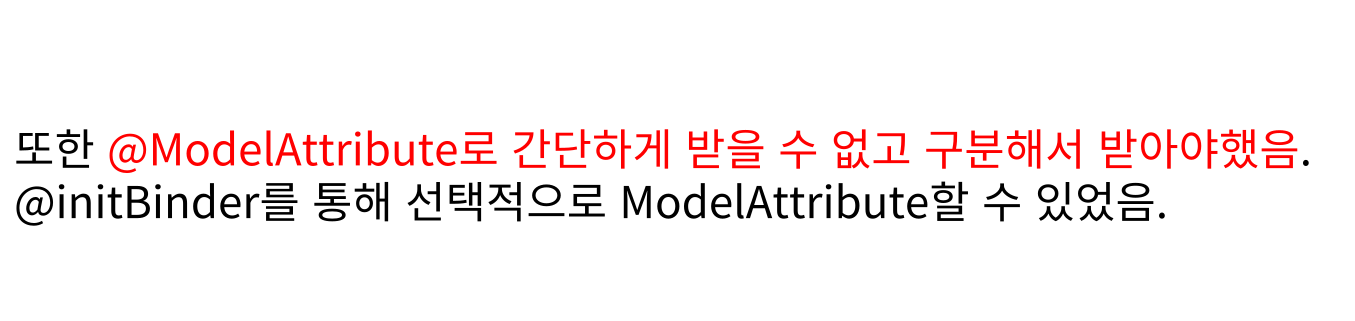 또한 @ModelAttribute로 간단하게 받을 수 없고 구분해서 받아야했음.
@initBinder를 통해 선택적으로 ModelAttribute할 수 있었음.